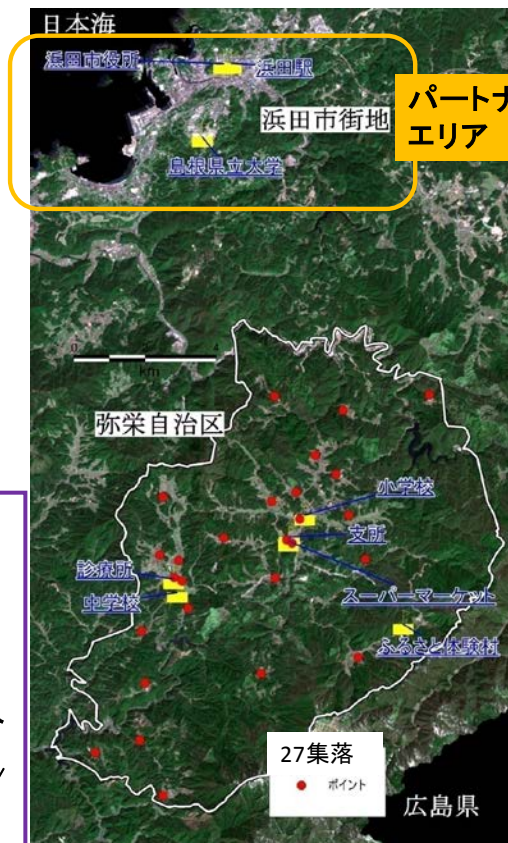 日本海
浜田市役所
浜田駅
パートナ
エリア
浜田市街地
島根県立大学
km
弥栄自治区
小学校
支所
診療所
中学校
スーパーマーケット
ふるさと体験村
27集落
ポイント
広島県